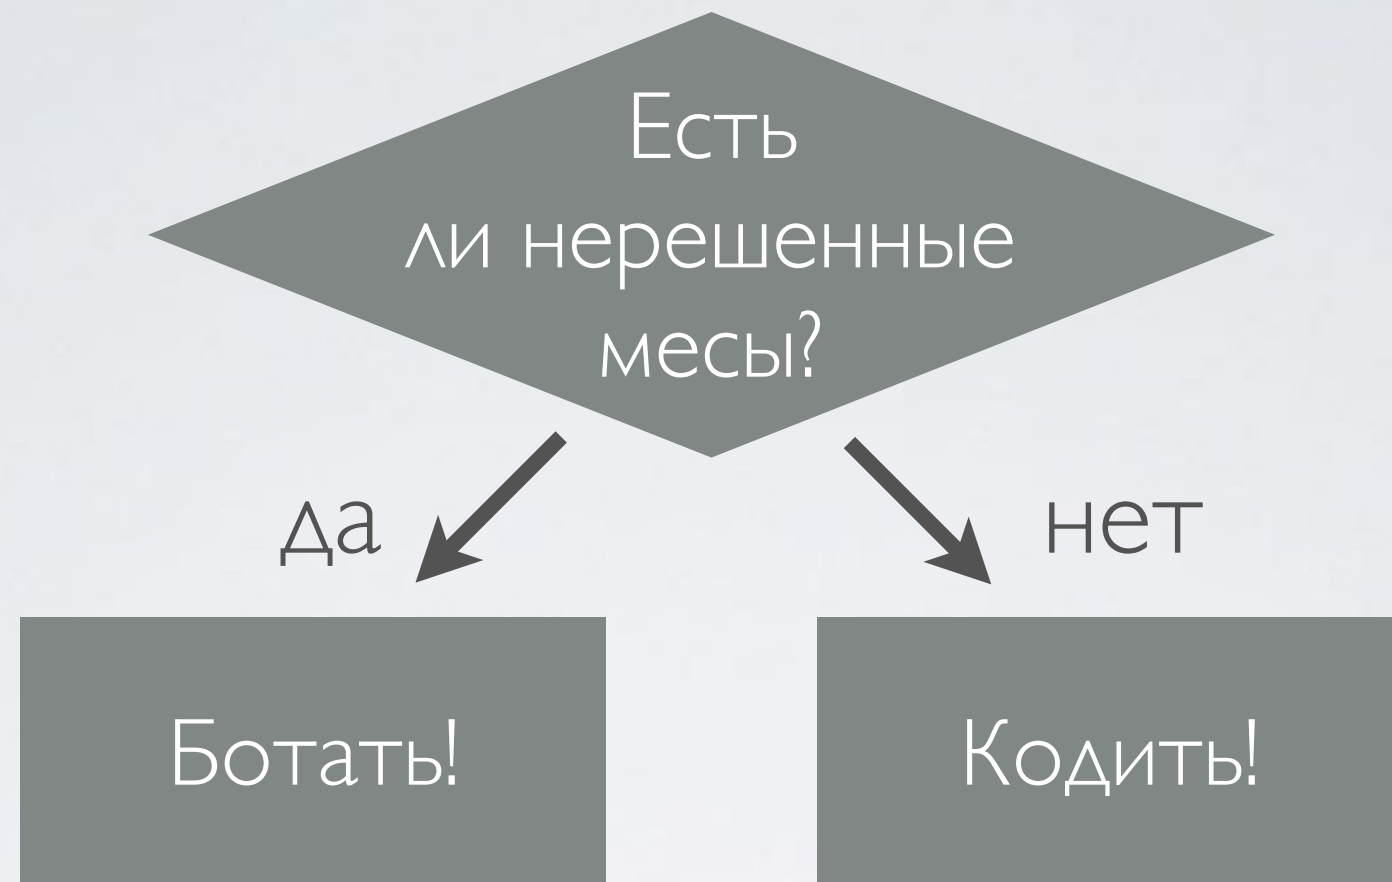 Есть
ли нерешенные
месы?
да
нет
Ботать!
Кодить!